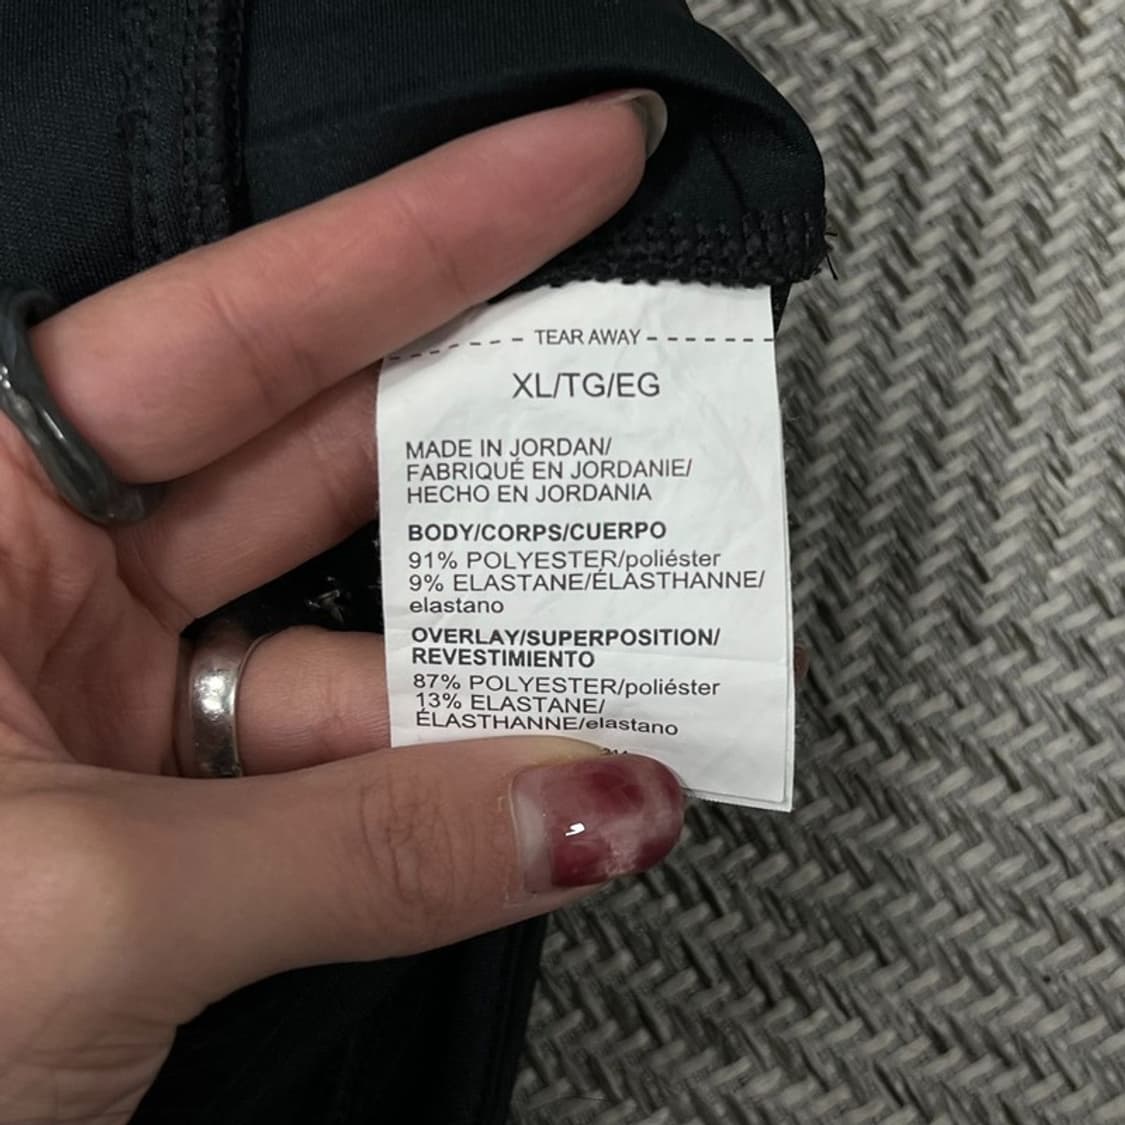 TEAR AWAY
XL/TG/EG
MADE IN JORDAN/
FABRIQUÉ EN JORDANIE/
HECHO EN JORDANIA
BODY/CORPS/CUERPO
91% POLYESTER/poliéster
9% ELASTANE/ÉLASTHANNE/
elastano
OVERLAY/SUPERPOSITION/
REVESTIMIENTO
87% POLYESTER/poliéster
13% ELASTANE/
ÉLASTHANNE/elastano